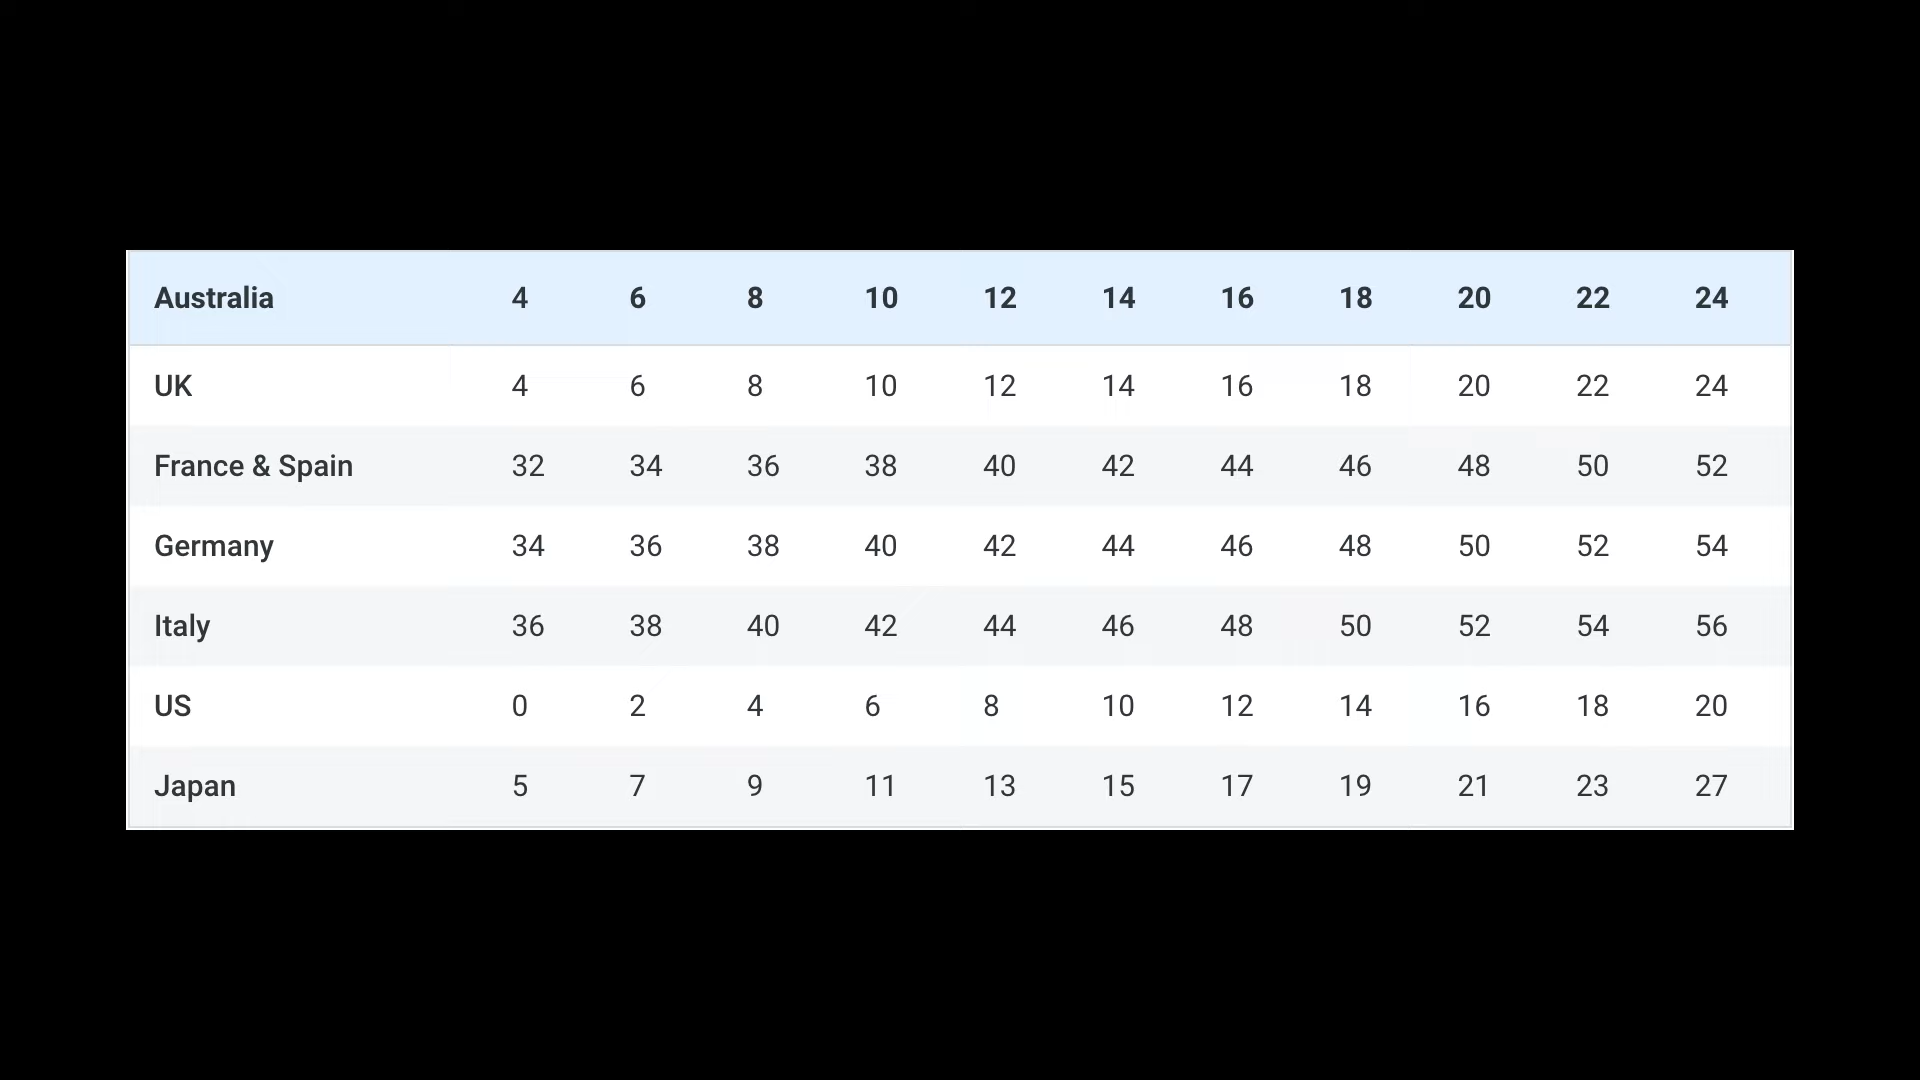 Australia 4 6 8 10 12 14 16 18 20 22 24
UK 4 6 8 10 12 14 16 18 20 22 24
France & Spain 32 34 36 38 40 42 44 46 48 50 52
Germany 34 36 38 40 42 44 46 48 50 52 54
Italy 36 38 40 42 44 46 48 50 52 54 56
US 0 2 4 6 8 10 12 14 16 18 20
Japan 5 7 9 11 13 15 17 19 21 23 27